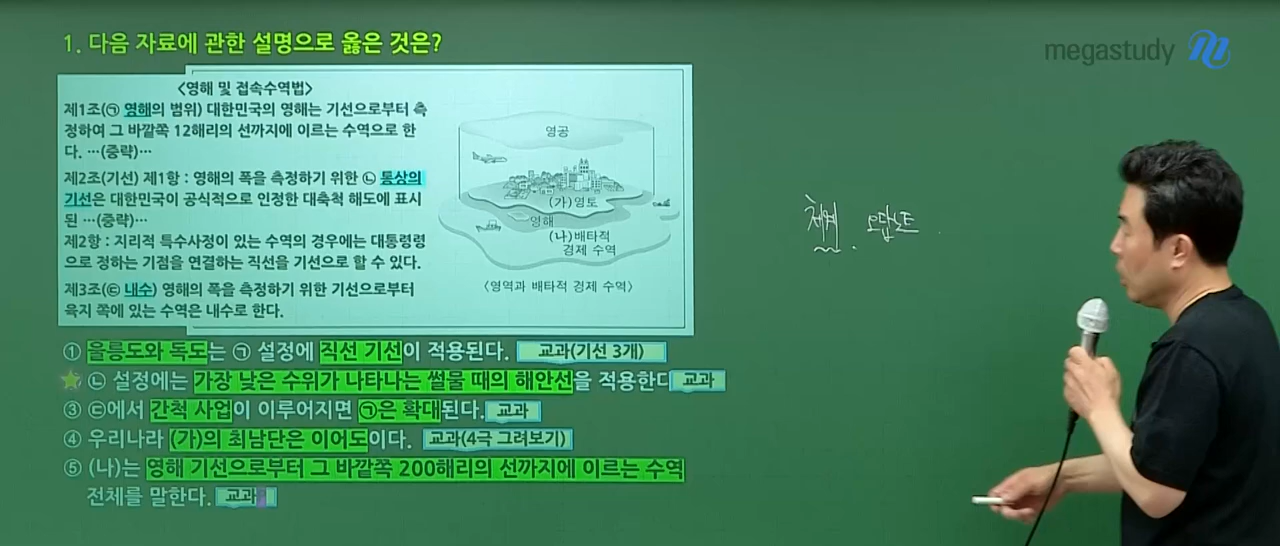 1. 다음 자료에 관한 설명으로 옳은 것은?
megastudy
<영해 및 접속수역법>
제1조(㉠ 영해의 범위) 대한민국의 영해는 기선으로부터 측
정하여 그 바깥쪽 12해리의 선까지에 이르는 수역으로 한
다. …(중략)…
제2조(기선) 제1항 : 영해의 폭을 측정하기 위한 ㉡ 통상의
기선은 대한민국이 공식적으로 인정한 대축척 해도에 표시
된 …(중략)…
제2항 : 지리적 특수사정이 있는 수역의 경우에는 대통령령
으로 정하는 기점을 연결하는 직선을 기선으로 할 수 있다.
제3조(㉢ 내수) 영해의 폭을 측정하기 위한 기선으로부터
육지 쪽에 있는 수역은 내수로 한다.
영공
(가)영토
영해
(나)배타적
경제 수역
<영역과 배타적 경제 수역>
체계. 오답노트.
① 울릉도와 독도는 ㉠ 설정에 직선 기선이 적용된다. 교과(기선 3개)
㉡ 설정에는 가장 낮은 수위가 나타나는 썰물 때의 해안선을 적용한다 교과
③ ㉢에서 간척 사업이 이루어지면 ㉠은 확대된다. 교과
④ 우리나라 (가)의 최남단은 이어도이다. 교과(4극 그려보기)
⑤ (나)는 영해 기선으로부터 그 바깥쪽 200해리의 선까지에 이르는 수역
전체를 말한다. 교과